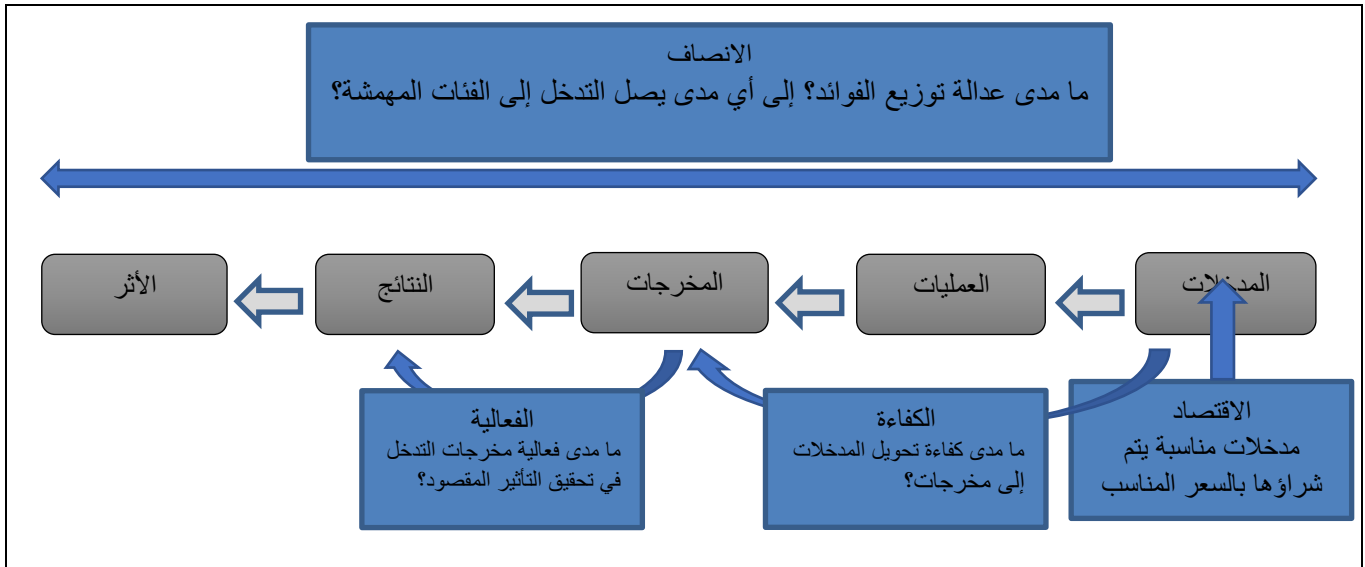 الانصاف
ما مدى عدالة توزيع الفوائد؟ إلى أي مدى يصل التدخل إلى الفئات المهمشة؟
المدخلات
العمليات
المخرجات
النتائج
الأثر
الاقتصاد
مدخلات مناسبة يتم
شراؤها بالسعر المناسب
الكفاءة
ما مدى كفاءة تحويل المدخلات
إلى مخرجات؟
الفعالية
ما مدى فعالية مخرجات التدخل
في تحقيق التأثير المقصود؟